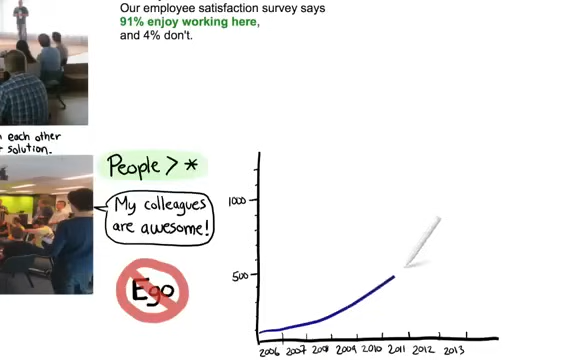 Our employee satisfaction survey says
91% enjoy working here,
and 4% don't.
each other
solution.
People > *
My colleagues
are awesome!
Ego
1000
500
2006 2007 2008 2009 2010 2011 2012 2013